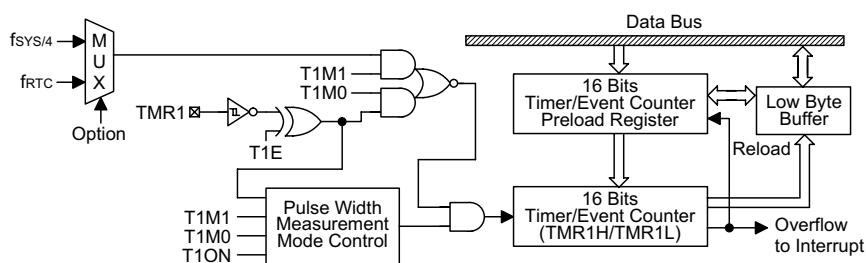 Data Bus
fSYS/4
fRTC
M
U
X
Option
T1M1
T1M0
TMR1
T1E
16 Bits
Timer/Event Counter
Preload Register
Low Byte
Buffer
Reload
T1M1
T1M0
T1ON
Pulse Width
Measurement
Mode Control
16 Bits
Timer/Event Counter
(TMR1H/TMR1L)
Overflow
to Interrupt